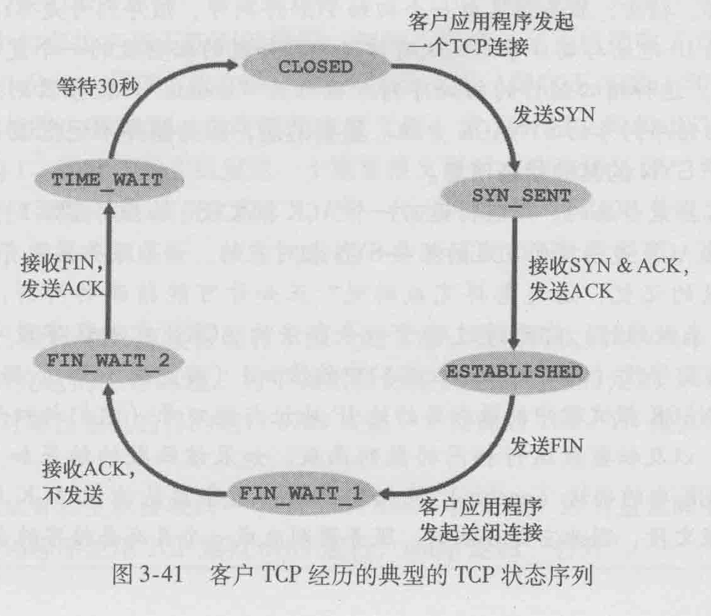 客户应用程序发起
一个TCP连接
CLOSED
等待30秒
发送SYN
TIME_WAIT
SYN_SENT
接收FIN,
发送ACK
接收SYN & ACK,
发送ACK
FIN_WAIT_2
ESTABLISHED
发送FIN
接收ACK,
不发送
FIN_WAIT_1
客户应用程序
发起关闭连接
图 3-41 客户 TCP 经历的典型的 TCP 状态序列